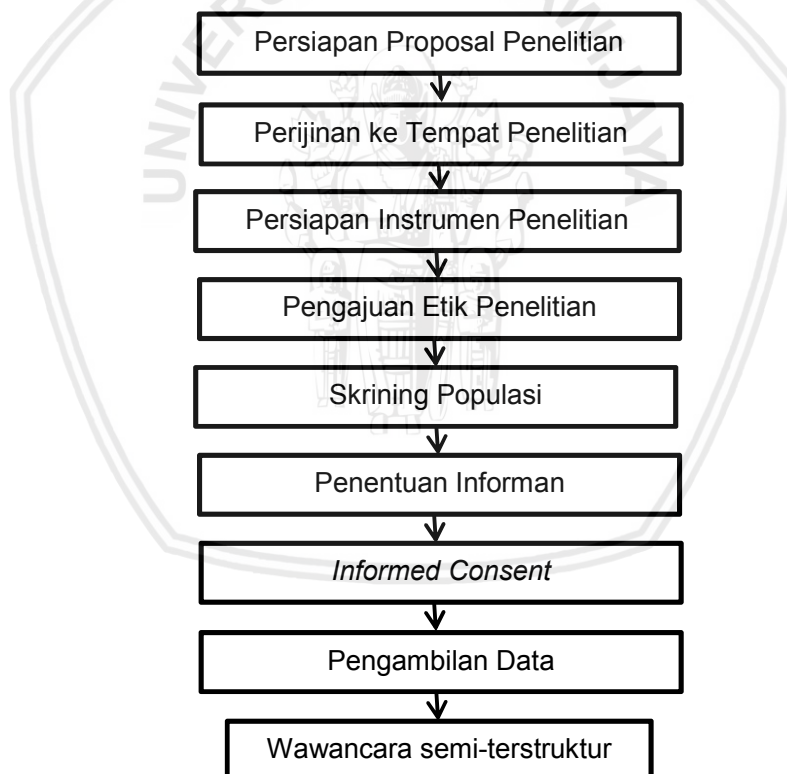 Persiapan Proposal Penelitian
Perijinan ke Tempat Penelitian
Persiapan Instrumen Penelitian
Pengajuan Etik Penelitian
Skrining Populasi
Penentuan Informan
Informed Consent
Pengambilan Data
Wawancara semi-terstruktur